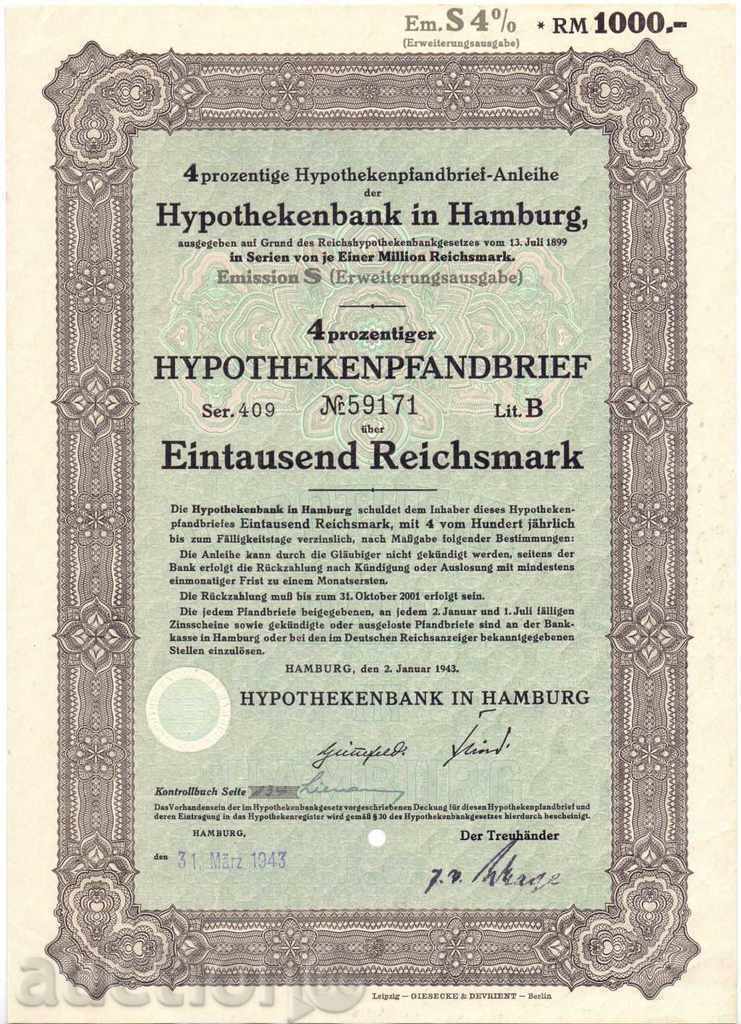 Em. S 4%
(Erweiterungsausgabe)
* RM 1000.-
4 prozentige Hypothekenpfandbrief-Anleihe
der
Hypothekenbank in Hamburg,
ausgegeben auf Grund des Reichshypothekenbankgesetzes vom 13. Juli 1899
in Serien von je Einer Million Reichsmark.
Emission S (Erweiterungsausgabe)
4 prozentiger
HYPOTHEKENPFANDBRIEF
Ser. 409 № 59171 Lit. B
über
Eintausend Reichsmark
Die Hypothekenbank in Hamburg schuldet dem Inhaber dieses Hypotheken-
pfandbriefes Eintausend Reichsmark, mit 4 vom Hundert jährlich
bis zum Fälligkeitstage verzinslich, nach Maßgabe folgender Bestimmungen:
Die Anleihe kann durch die Gläubiger nicht gekündigt werden, seitens der
Bank erfolgt die Rückzahlung nach Kündigung oder Auslosung mit mindestens
einmonatiger Frist zu einem Monatsersten.
Die Rückzahlung muß bis zum 31. Oktober 2001 erfolgt sein.
Die jedem Pfandbriefe beigegebenen, an jedem 2. Januar und 1. Juli fälligen
Zinsscheine sowie gekündigte oder ausgeloste Pfandbriefe sind an der Bank-
kasse in Hamburg oder bei den im Deutschen Reichsanzeiger bekanntgegebenen
Stellen einzulösen.
HAMBURG, den 2. Januar 1943.
HYPOTHEKENBANK IN HAMBURG
Kontrollbuch Seite
Das Vorhandensein der im Hypothekenbankgesetz vorgeschriebenen Deckung für diesen Hypothekenpfandbrief und
deren Eintragung in das Hypothekenregister wird gemäß § 30 des Hypothekenbankgesetzes hierdurch bescheinigt.
HAMBURG,
den 31. März 1943
Der Treuhänder
Leipzig — GIESECKE & DEVRIENT — Berlin